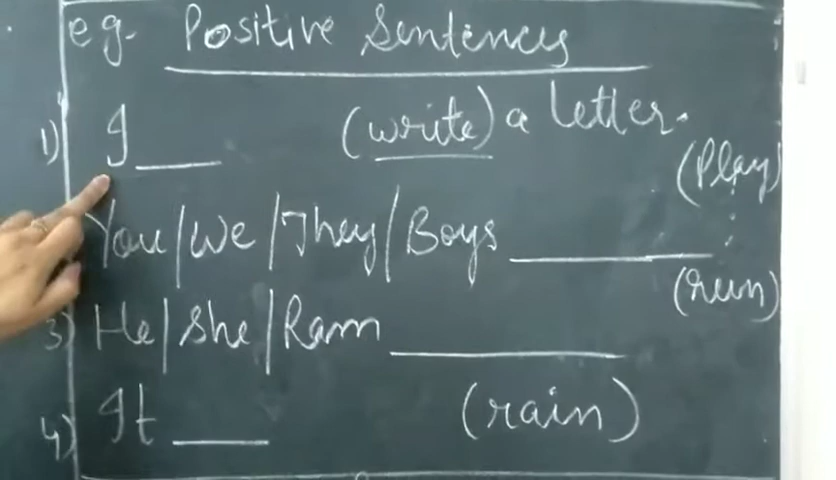 eg. Positive Sentences
1) I ___ (write) a letter.
(Play)
You/We/They/Boys ___
(run)
3) He/She/Ram ___
4) It ___ (rain)